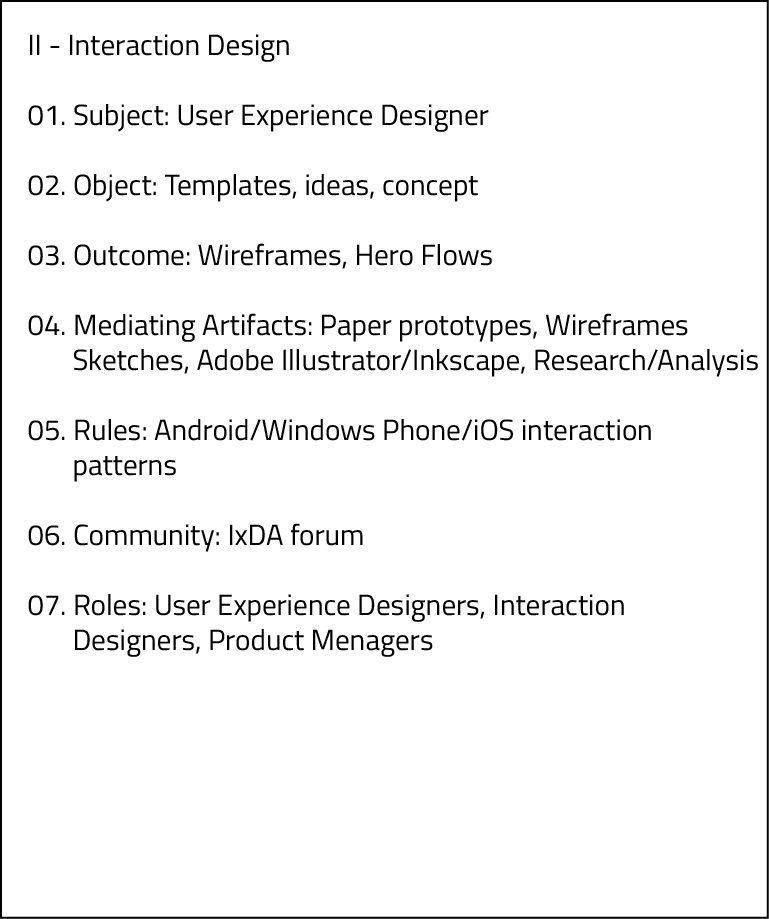 II - Interaction Design
01. Subject: User Experience Designer
02. Object: Templates, ideas, concept
03. Outcome: Wireframes, Hero Flows
04. Mediating Artifacts: Paper prototypes, Wireframes
Sketches, Adobe Illustrator/Inkscape, Research/Analysis
05. Rules: Android/Windows Phone/iOS interaction
patterns
06. Community: IxDA forum
07. Roles: User Experience Designers, Interaction
Designers, Product Menagers